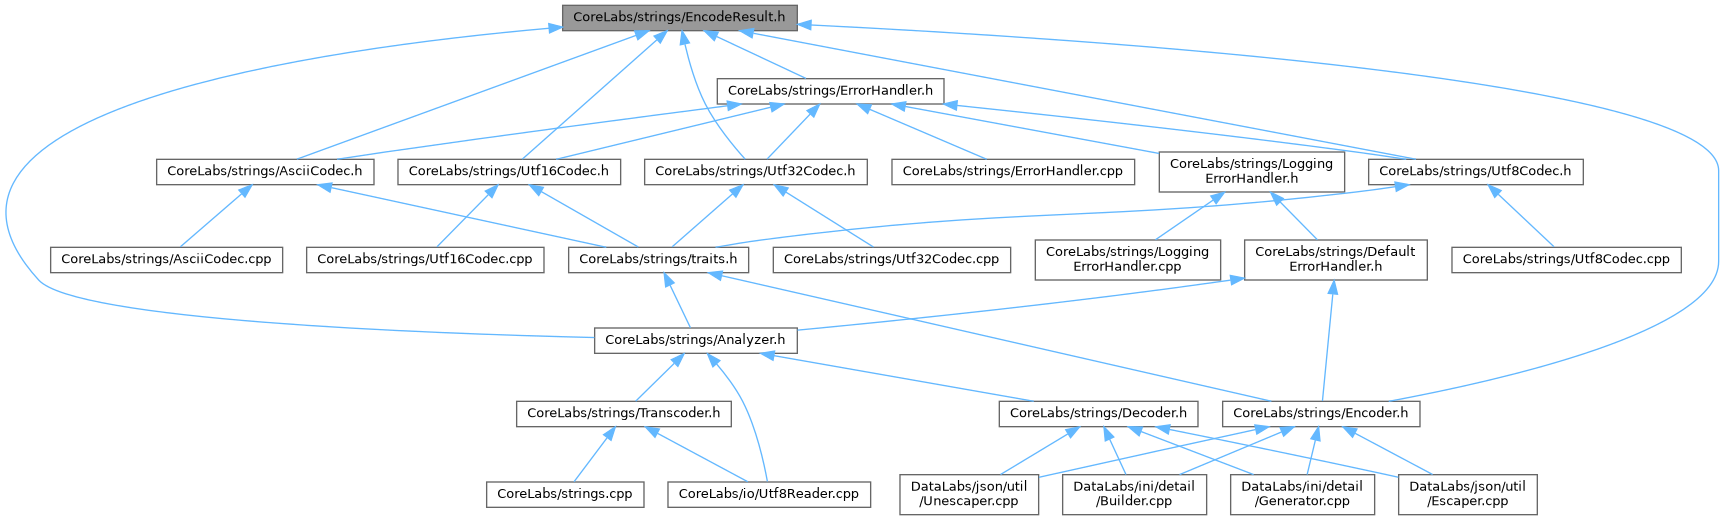 CoreLabs/strings/EncodeResult.h
CoreLabs/strings/ErrorHandler.h
CoreLabs/strings/AsciiCodec.h
CoreLabs/strings/Utf16Codec.h
CoreLabs/strings/Utf32Codec.h
CoreLabs/strings/ErrorHandler.cpp
CoreLabs/strings/Logging
ErrorHandler.h
CoreLabs/strings/Utf8Codec.h
CoreLabs/strings/AsciiCodec.cpp
CoreLabs/strings/Utf16Codec.cpp
CoreLabs/strings/traits.h
CoreLabs/strings/Utf32Codec.cpp
CoreLabs/strings/Logging
ErrorHandler.cpp
CoreLabs/strings/Default
ErrorHandler.h
CoreLabs/strings/Utf8Codec.cpp
CoreLabs/strings/Analyzer.h
CoreLabs/strings/Transcoder.h
CoreLabs/strings/Decoder.h
CoreLabs/strings/Encoder.h
CoreLabs/strings.cpp
CoreLabs/io/Utf8Reader.cpp
DataLabs/json/util
/Unescaper.cpp
DataLabs/ini/detail
/Builder.cpp
DataLabs/ini/detail
/Generator.cpp
DataLabs/json/util
/Escaper.cpp